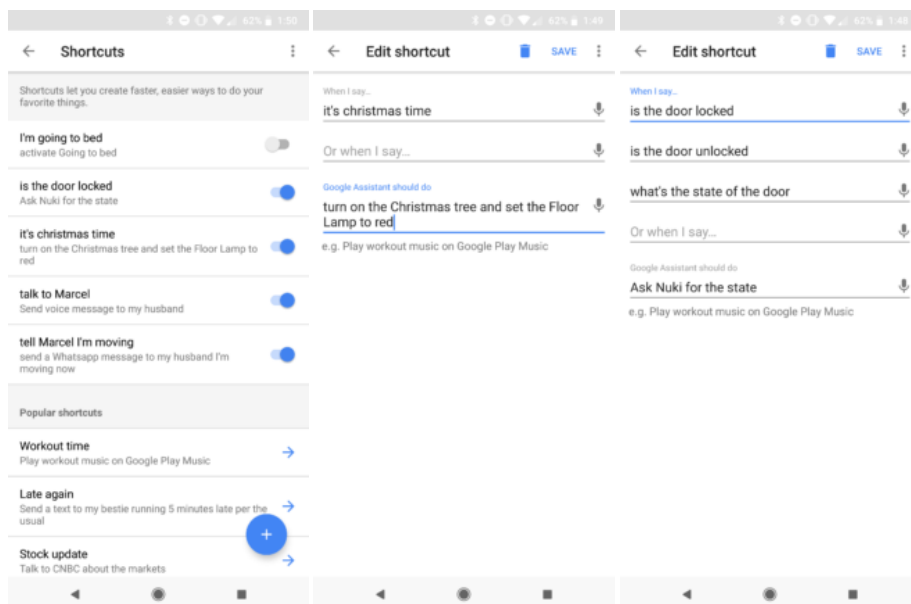 62% 1:50
Shortcuts
Shortcuts let you create faster, easier ways to do your
favorite things.
I'm going to bed
activate Going to bed
is the door locked
Ask Nuki for the state
it's christmas time
turn on the Christmas tree and set the Floor Lamp to
red
talk to Marcel
Send voice message to my husband
tell Marcel I'm moving
send a Whatsapp message to my husband I'm
moving now
Popular shortcuts
Workout time
Play workout music on Google Play Music
Late again
Send a text to my bestie running 5 minutes late per the
usual
Stock update
Talk to CNBC about the markets
62% 1:49
Edit shortcut SAVE
When I say...
it's christmas time
Or when I say...
Google Assistant should do
turn on the Christmas tree and set the Floor
Lamp to red
e.g. Play workout music on Google Play Music
62% 1:48
Edit shortcut SAVE
When I say...
is the door locked
is the door unlocked
what's the state of the door
Or when I say...
Google Assistant should do
Ask Nuki for the state
e.g. Play workout music on Google Play Music